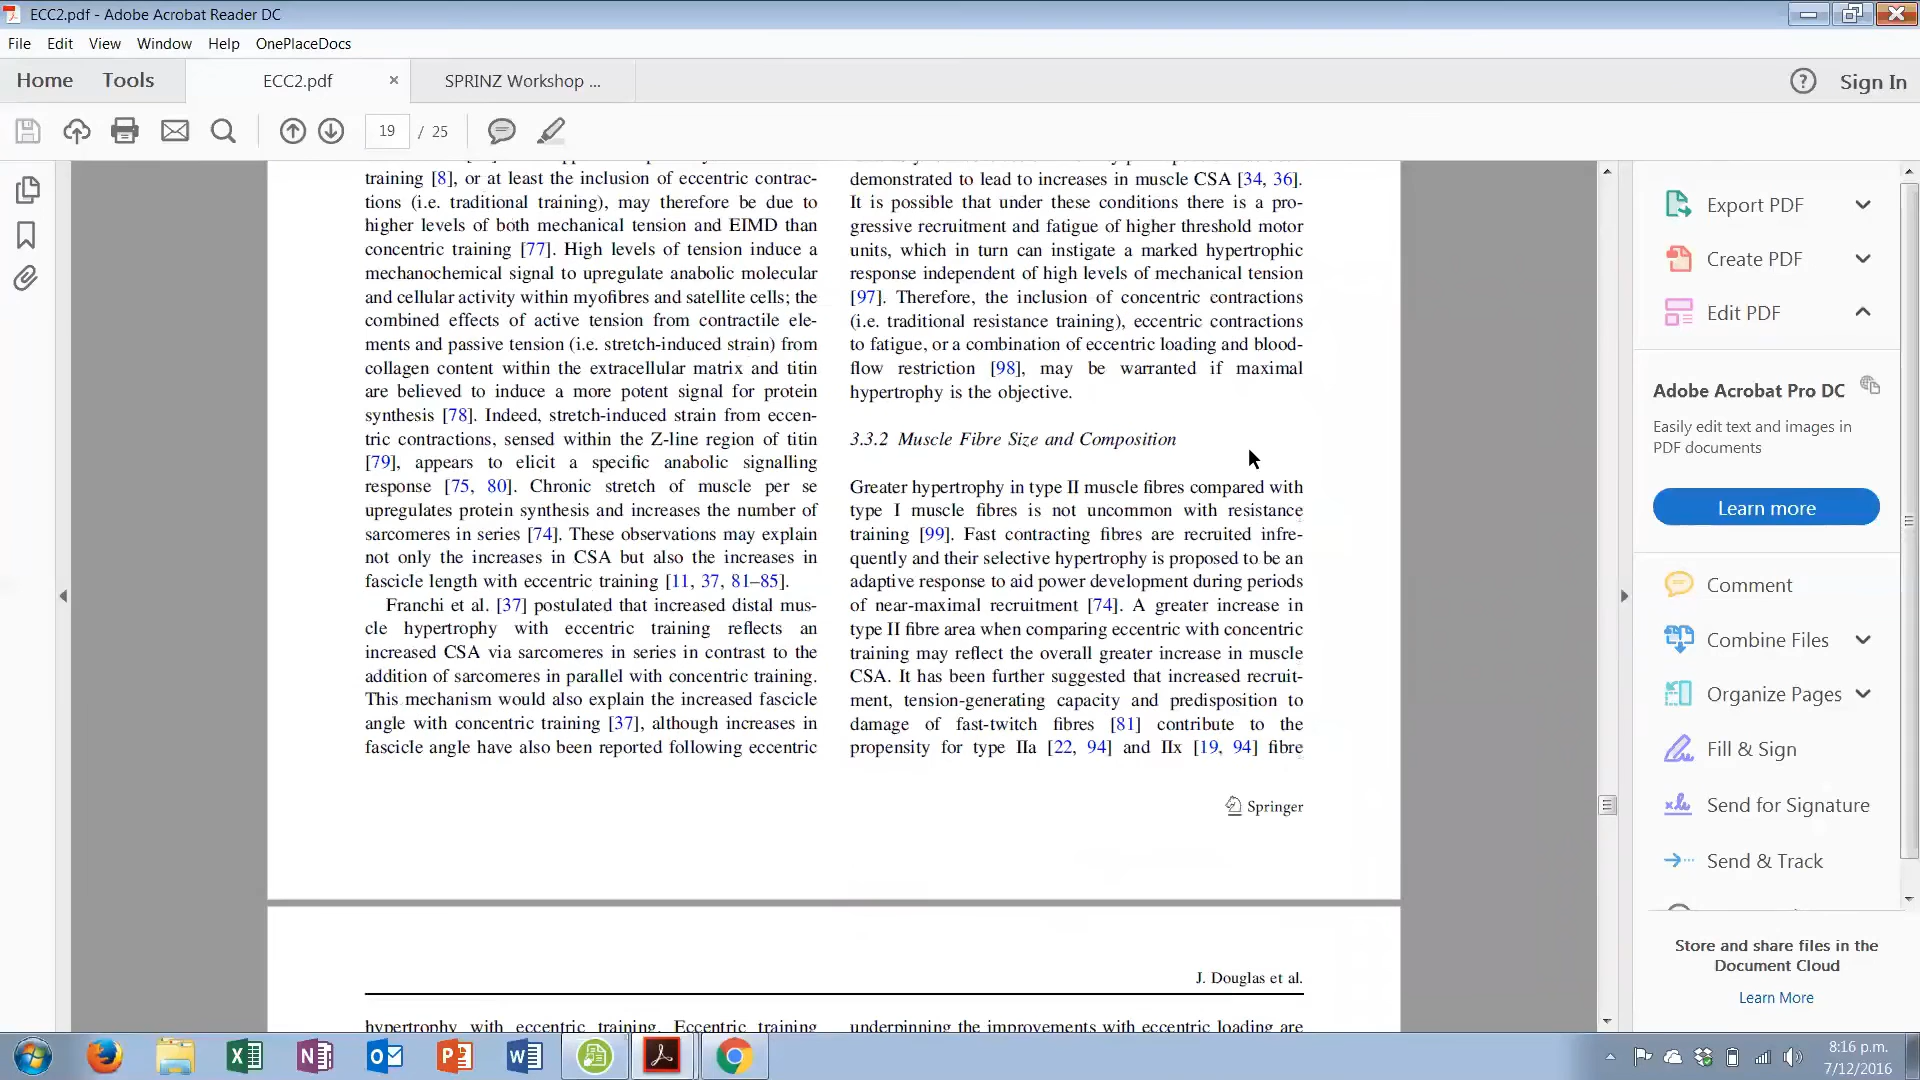 ECC2.pdf - Adobe Acrobat Reader DC
File Edit View Window Help OnePlaceDocs
Home Tools ECC2.pdf × SPRINZ Workshop ... ? Sign In
19 / 25
training [8], or at least the inclusion of eccentric contrac-
tions (i.e. traditional training), may therefore be due to
higher levels of both mechanical tension and EIMD than
concentric training [77]. High levels of tension induce a
mechanochemical signal to upregulate anabolic molecular
and cellular activity within myofibres and satellite cells; the
combined effects of active tension from contractile ele-
ments and passive tension (i.e. stretch-induced strain) from
collagen content within the extracellular matrix and titin
are believed to induce a more potent signal for protein
synthesis [78]. Indeed, stretch-induced strain from eccen-
tric contractions, sensed within the Z-line region of titin
[79], appears to elicit a specific anabolic signalling
response [75, 80]. Chronic stretch of muscle per se
upregulates protein synthesis and increases the number of
sarcomeres in series [74]. These observations may explain
not only the increases in CSA but also the increases in
fascicle length with eccentric training [11, 37, 81–85].
Franchi et al. [37] postulated that increased distal mus-
cle hypertrophy with eccentric training reflects an
increased CSA via sarcomeres in series in contrast to the
addition of sarcomeres in parallel with concentric training.
This mechanism would also explain the increased fascicle
angle with concentric training [37], although increases in
fascicle angle have also been reported following eccentric
demonstrated to lead to increases in muscle CSA [34, 36].
It is possible that under these conditions there is a pro-
gressive recruitment and fatigue of higher threshold motor
units, which in turn can instigate a marked hypertrophic
response independent of high levels of mechanical tension
[97]. Therefore, the inclusion of concentric contractions
(i.e. traditional resistance training), eccentric contractions
to fatigue, or a combination of eccentric loading and blood-
flow restriction [98], may be warranted if maximal
hypertrophy is the objective.
3.3.2 Muscle Fibre Size and Composition
Greater hypertrophy in type II muscle fibres compared with
type I muscle fibres is not uncommon with resistance
training [99]. Fast contracting fibres are recruited infre-
quently and their selective hypertrophy is proposed to be an
adaptive response to aid power development during periods
of near-maximal recruitment [74]. A greater increase in
type II fibre area when comparing eccentric with concentric
training may reflect the overall greater increase in muscle
CSA. It has been further suggested that increased recruit-
ment, tension-generating capacity and predisposition to
damage of fast-twitch fibres [81] contribute to the
propensity for type IIa [22, 94] and IIx [19, 94] fibre
Springer
J. Douglas et al.
hypertrophy with eccentric training. Eccentric training
underpinning the improvements with eccentric loading are
Export PDF
Create PDF
Edit PDF
Adobe Acrobat Pro DC
Easily edit text and images in
PDF documents
Learn more
Comment
Combine Files
Organize Pages
Fill & Sign
Send for Signature
Send & Track
Store and share files in the
Document Cloud
Learn More
8:16 p.m.
7/12/2016